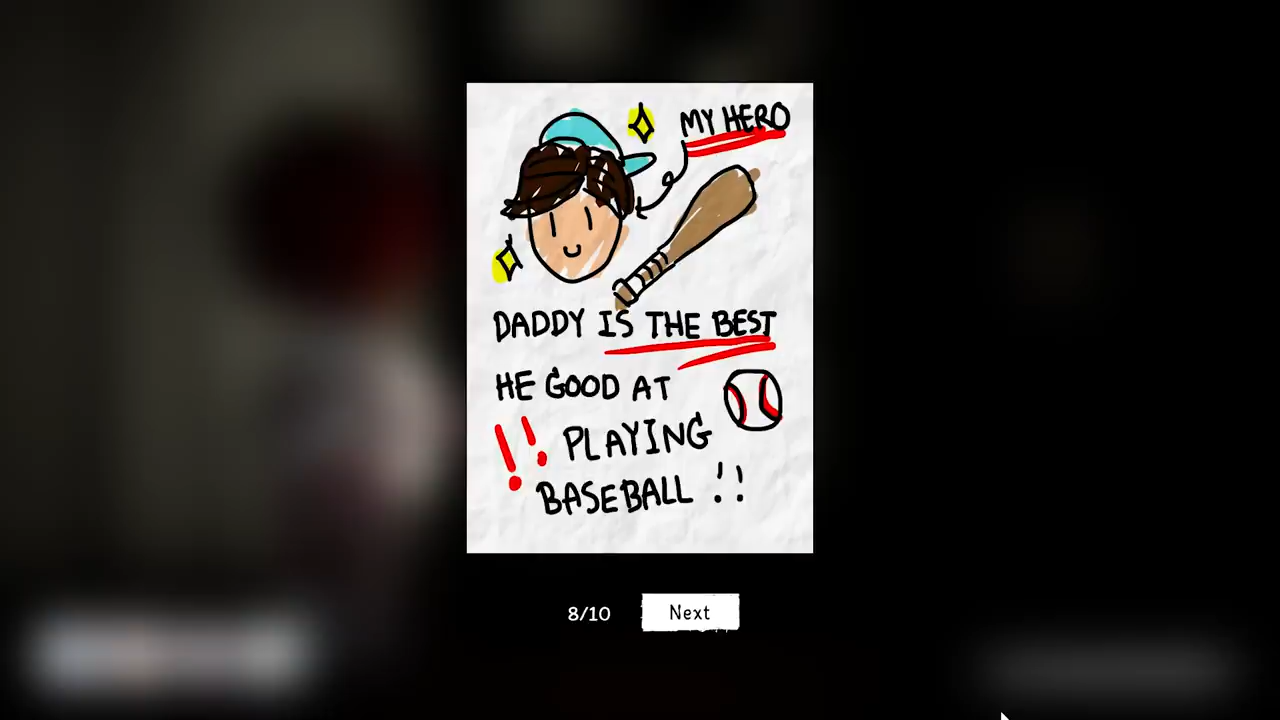 MY HERO
DADDY IS THE BEST
HE GOOD AT
!! PLAYING
BASEBALL !!
8/10
Next